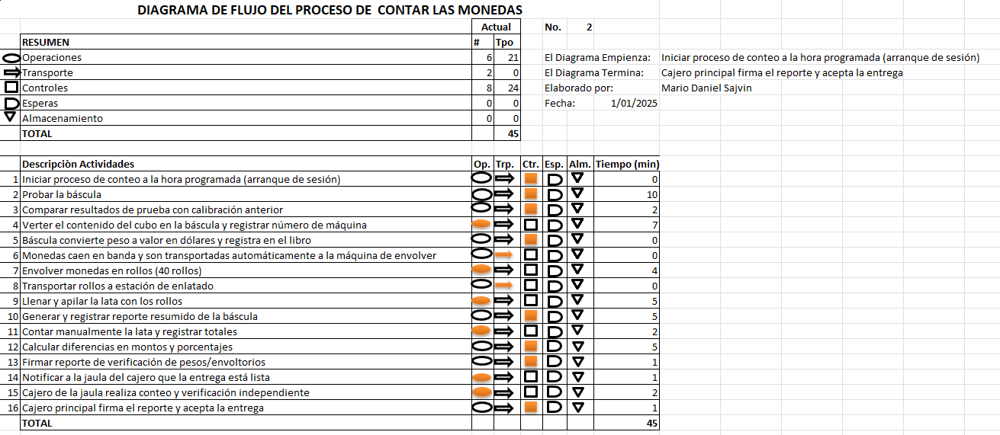 DIAGRAMA DE FLUJO DEL PROCESO DE CONTAR LAS MONEDAS
Actual No. 2
RESUMEN # Tpo
Operaciones 6 21 El Diagrama Empienza: Iniciar proceso de conteo a la hora programada (arranque de sesión)
Transporte 2 0 El Diagrama Termina: Cajero principal firma el reporte y acepta la entrega
Controles 8 24 Elaborado por: Mario Daniel Sajvin
Esperas 0 0 Fecha: 1/01/2025
Almacenamiento 0 0
TOTAL 45
Descripciòn Actividades Op. Trp. Ctr. Esp. Alm. Tiempo (min)
1 Iniciar proceso de conteo a la hora programada (arranque de sesión) 0
2 Probar la báscula 10
3 Comparar resultados de prueba con calibración anterior 2
4 Verter el contenido del cubo en la báscula y registrar número de máquina 7
5 Báscula convierte peso a valor en dólares y registra en el libro 0
6 Monedas caen en banda y son transportadas automáticamente a la máquina de envolver 0
7 Envolver monedas en rollos (40 rollos) 4
8 Transportar rollos a estación de enlatado 0
9 Llenar y apilar la lata con los rollos 5
10 Generar y registrar reporte resumido de la báscula 5
11 Contar manualmente la lata y registrar totales 2
12 Calcular diferencias en montos y porcentajes 5
13 Firmar reporte de verificación de pesos/envoltorios 1
14 Notificar a la jaula del cajero que la entrega está lista 1
15 Cajero de la jaula realiza conteo y verificación independiente 2
16 Cajero principal firma el reporte y acepta la entrega 1
TOTAL 45